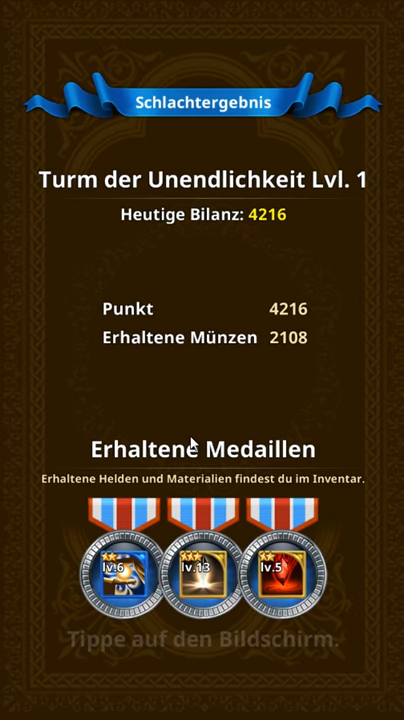 Schlachtergebnis
Turm der Unendlichkeit Lvl. 1
Heutige Bilanz: 4216
Punkt 4216
Erhaltene Münzen 2108
Erhaltene Medaillen
Erhaltene Helden und Materialien findest du im Inventar.
lv.6 lv.13 lv.5
Tippe auf den Bildschirm.